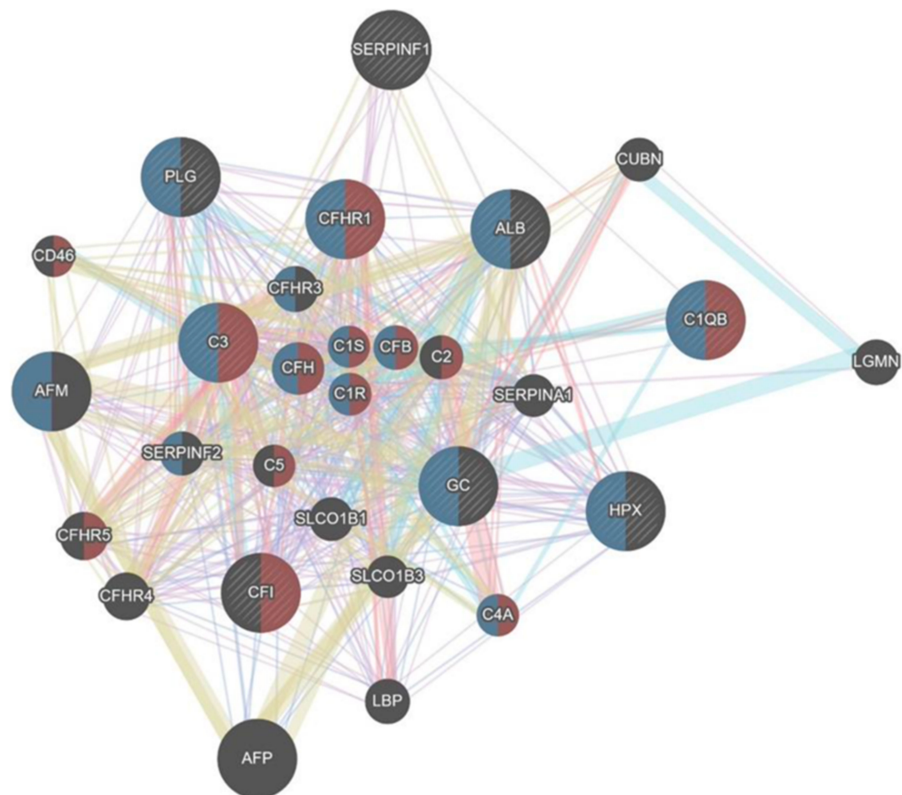 SERPINF1
CUBN
PLG
CFHR1
ALB
CD46
CFHR3
C1QB
C3
C1S
CFB
C2
LGMN
CFH
AFM
C1R
SERPINA1
SERPINF2
C5
GC
HPX
SLCO1B1
CFHR5
SLCO1B3
CFI
CFHR4
C4A
LBP
AFP